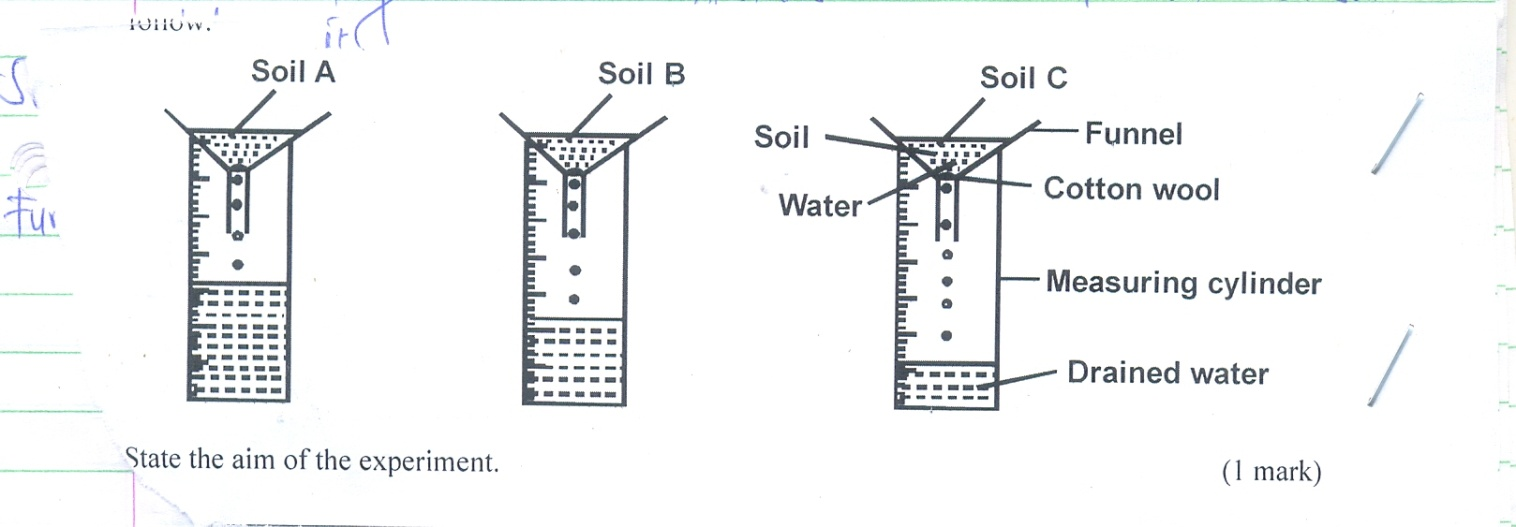 follow.
Soil A
Soil B
Soil C
Soil
Funnel
Cotton wool
Water
Measuring cylinder
Drained water
State the aim of the experiment.
(1 mark)